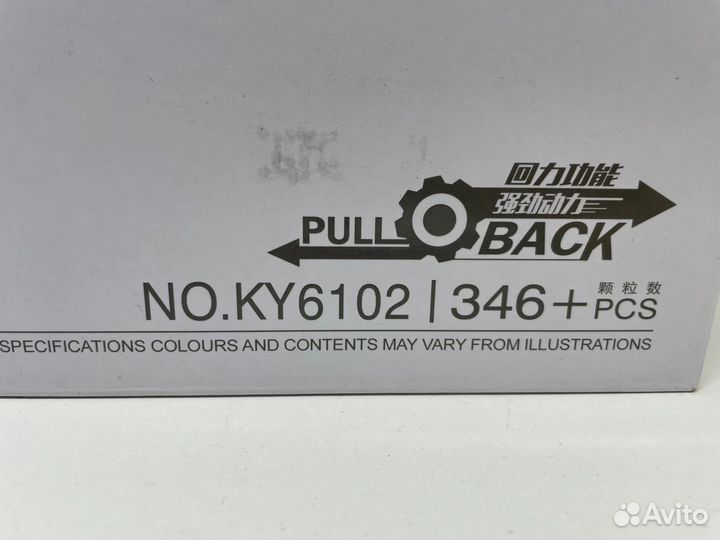 回力功能
强劲动力
PULL BACK
NO.KY6102 | 346+ 颗粒数 PCS
SPECIFICATIONS COLOURS AND CONTENTS MAY VARY FROM ILLUSTRATIONS
Avito